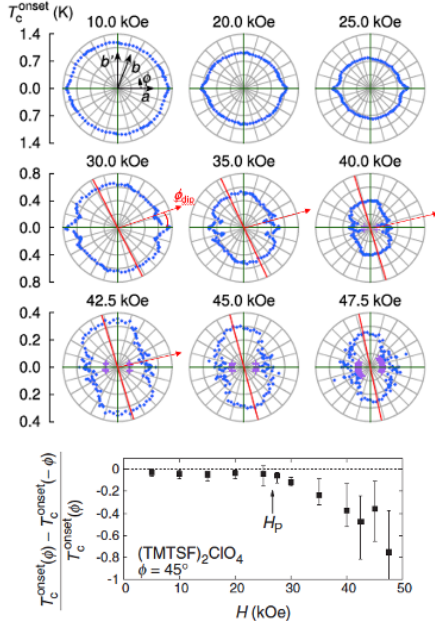 T_c^onset (K) 10.0 kOe 20.0 kOe 25.0 kOe
1.4
0.7
0.0
0.7
1.4
b' b ϕ a
30.0 kOe 35.0 kOe 40.0 kOe
0.8
0.4
0.0
0.4
0.8
ϕ_dip
42.5 kOe 45.0 kOe 47.5 kOe
0.4
0.2
0.0
0.2
0.4
T_c^onset(ϕ) − T_c^onset(−ϕ)
T_c^onset(ϕ)
0
-0.2
-0.4
-0.6
-0.8
-1
H_P
(TMTSF)₂ClO₄
ϕ = 45°
0 10 20 30 40 50
H (kOe)